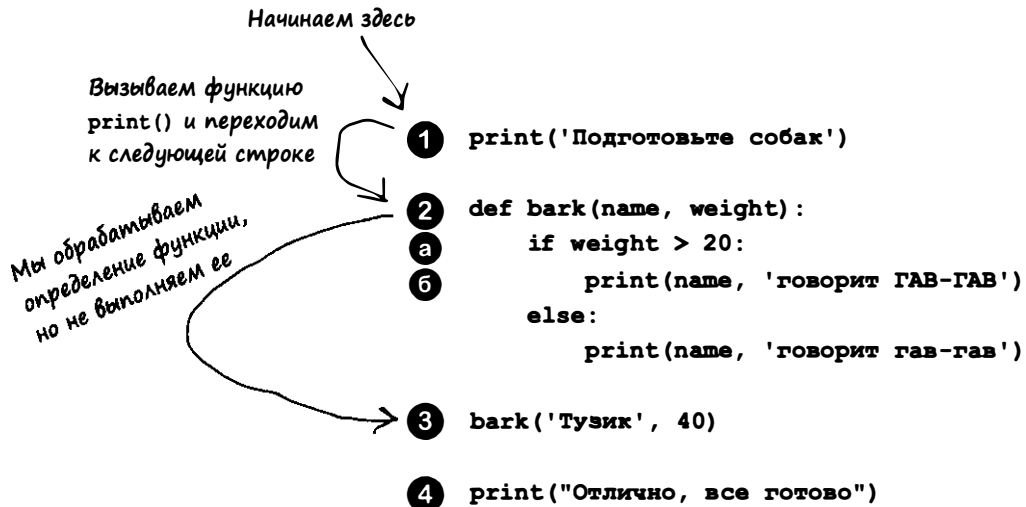 Начинаем здесь
Вызываем функцию
print() и переходим
к следующей строке
1 print('Подготовьте собак')
Мы обрабатываем
определение функции,
но не выполняем ее
2 def bark(name, weight):
а if weight > 20:
б print(name, 'говорит ГАВ-ГАВ')
else:
print(name, 'говорит гав-гав')
3 bark('Тузик', 40)
4 print("Отлично, все готово")